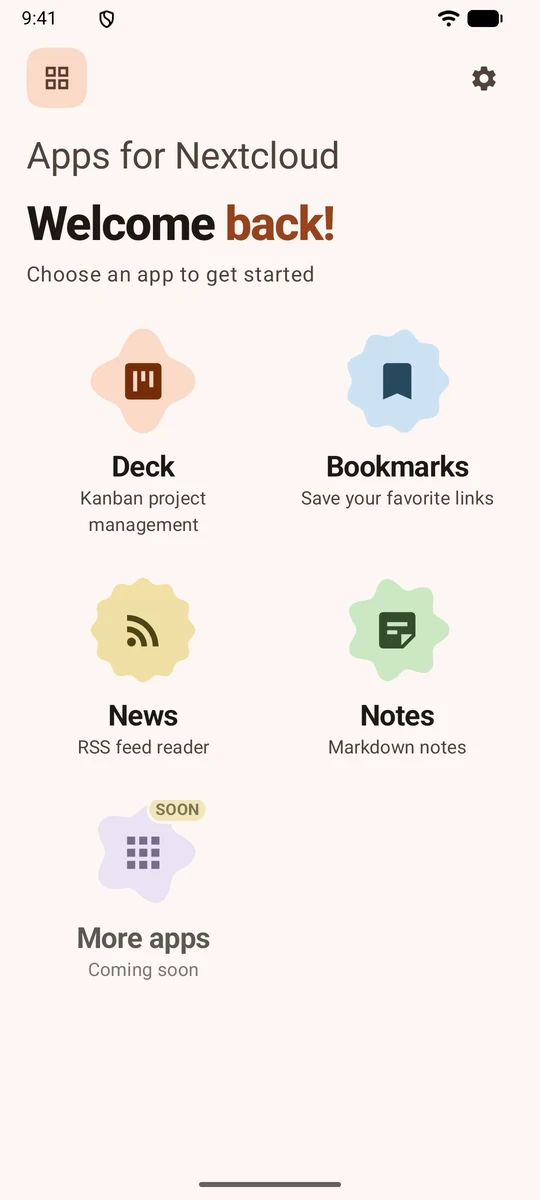 9:41
Apps for Nextcloud
Welcome back!
Choose an app to get started
Deck
Kanban project
management
Bookmarks
Save your favorite links
News
RSS feed reader
Notes
Markdown notes
SOON
More apps
Coming soon